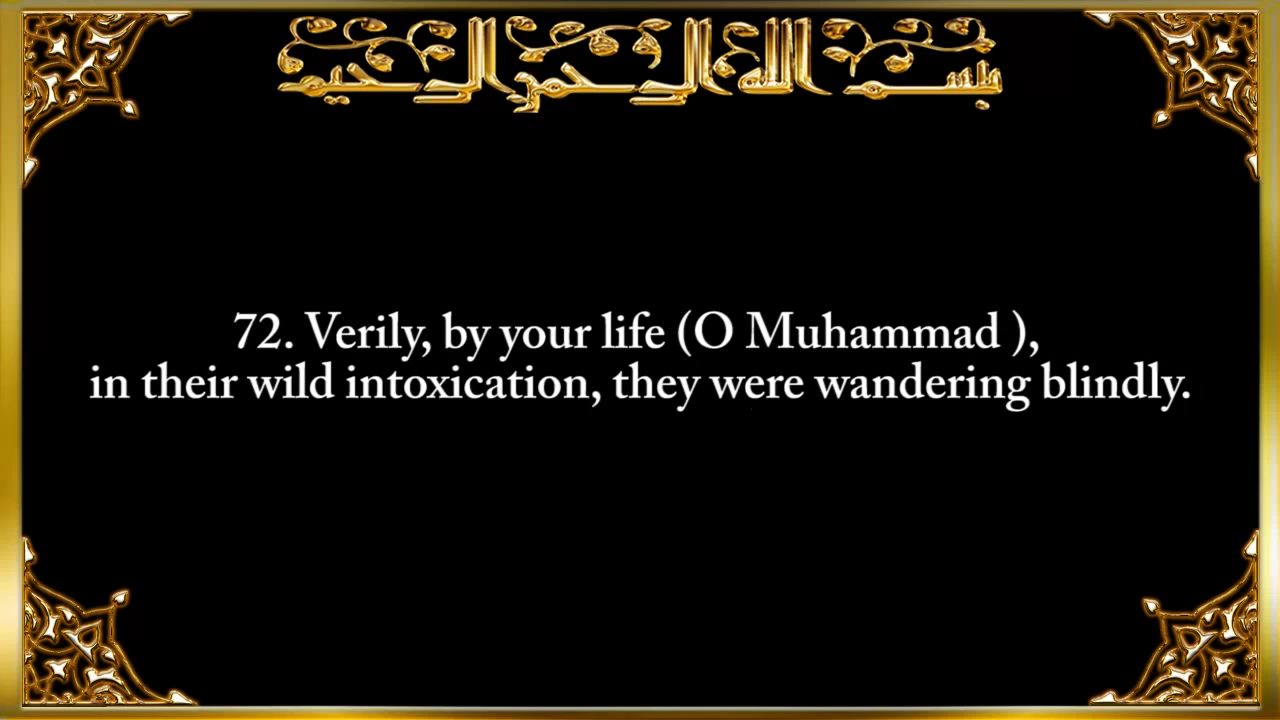 بسم الله الرحمن الرحيم
72. Verily, by your life (O Muhammad ),
in their wild intoxication, they were wandering blindly.